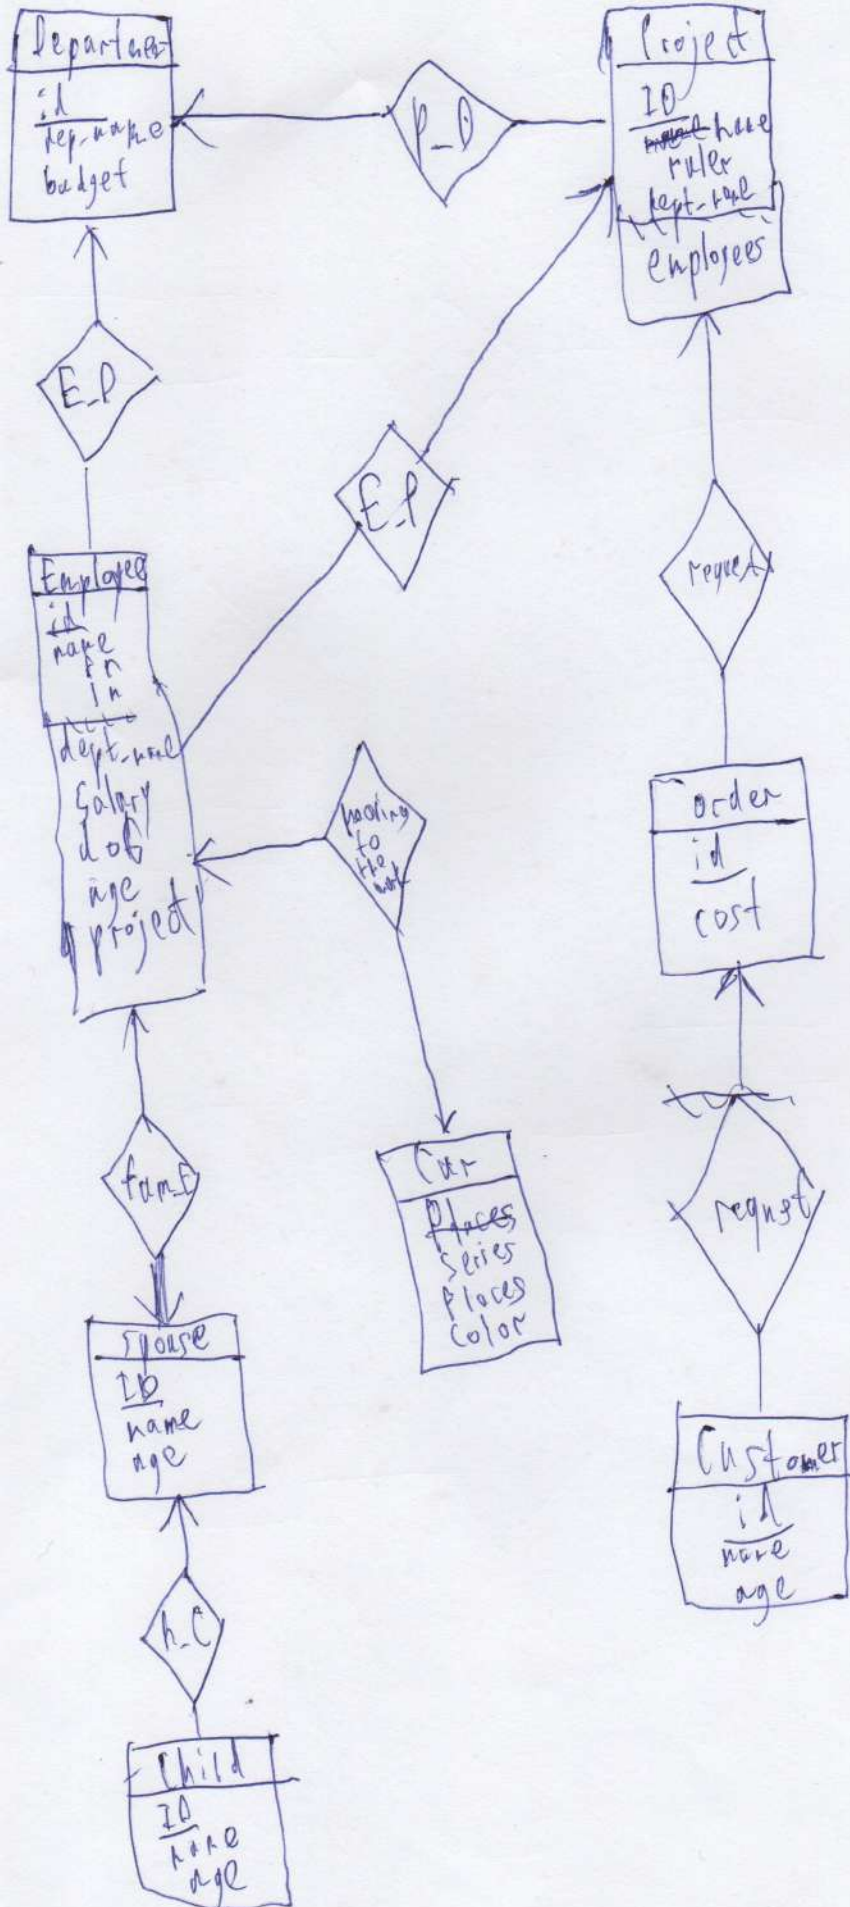 Department
id
dep_name
budget
P_D
Project
ID
name
ruler
dept_name
employees
E_D
E_P
Employee
id
name
fn
ln
dept_name
salary
dob
age
project
request
to
the
work
order
id
cost
fam_E
Car
Places
series
places
color
request
Spouse
ID
name
age
Customer
id
name
age
h_C
Child
ID
name
age